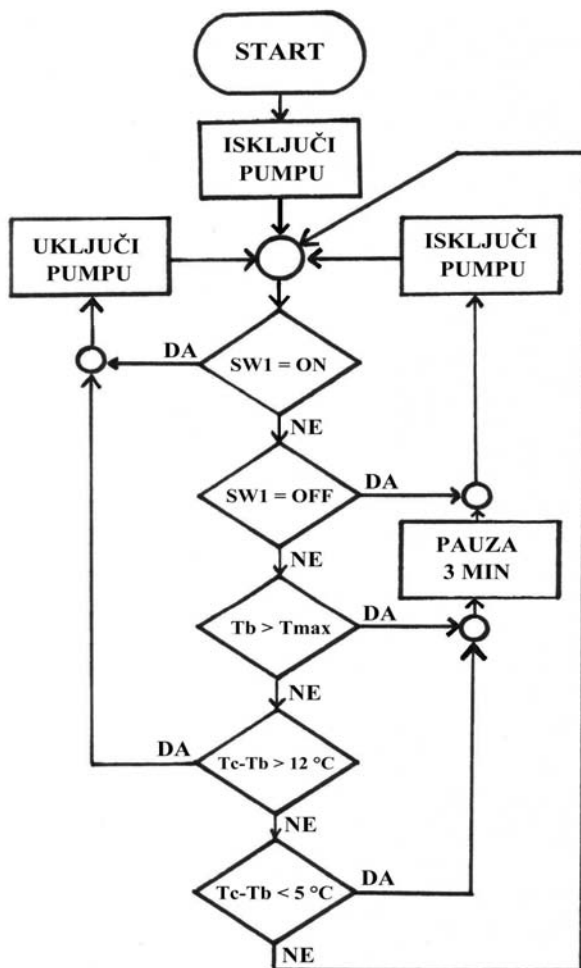 START
ISKLJUČI
PUMPU
UKLJUČI
PUMPU
ISKLJUČI
PUMPU
DA
SW1 = ON
NE
SW1 = OFF
DA
NE
PAUZA
3 MIN
Tb > Tmax
DA
NE
DA
Tc-Tb > 12 °C
NE
Tc-Tb < 5 °C
DA
NE